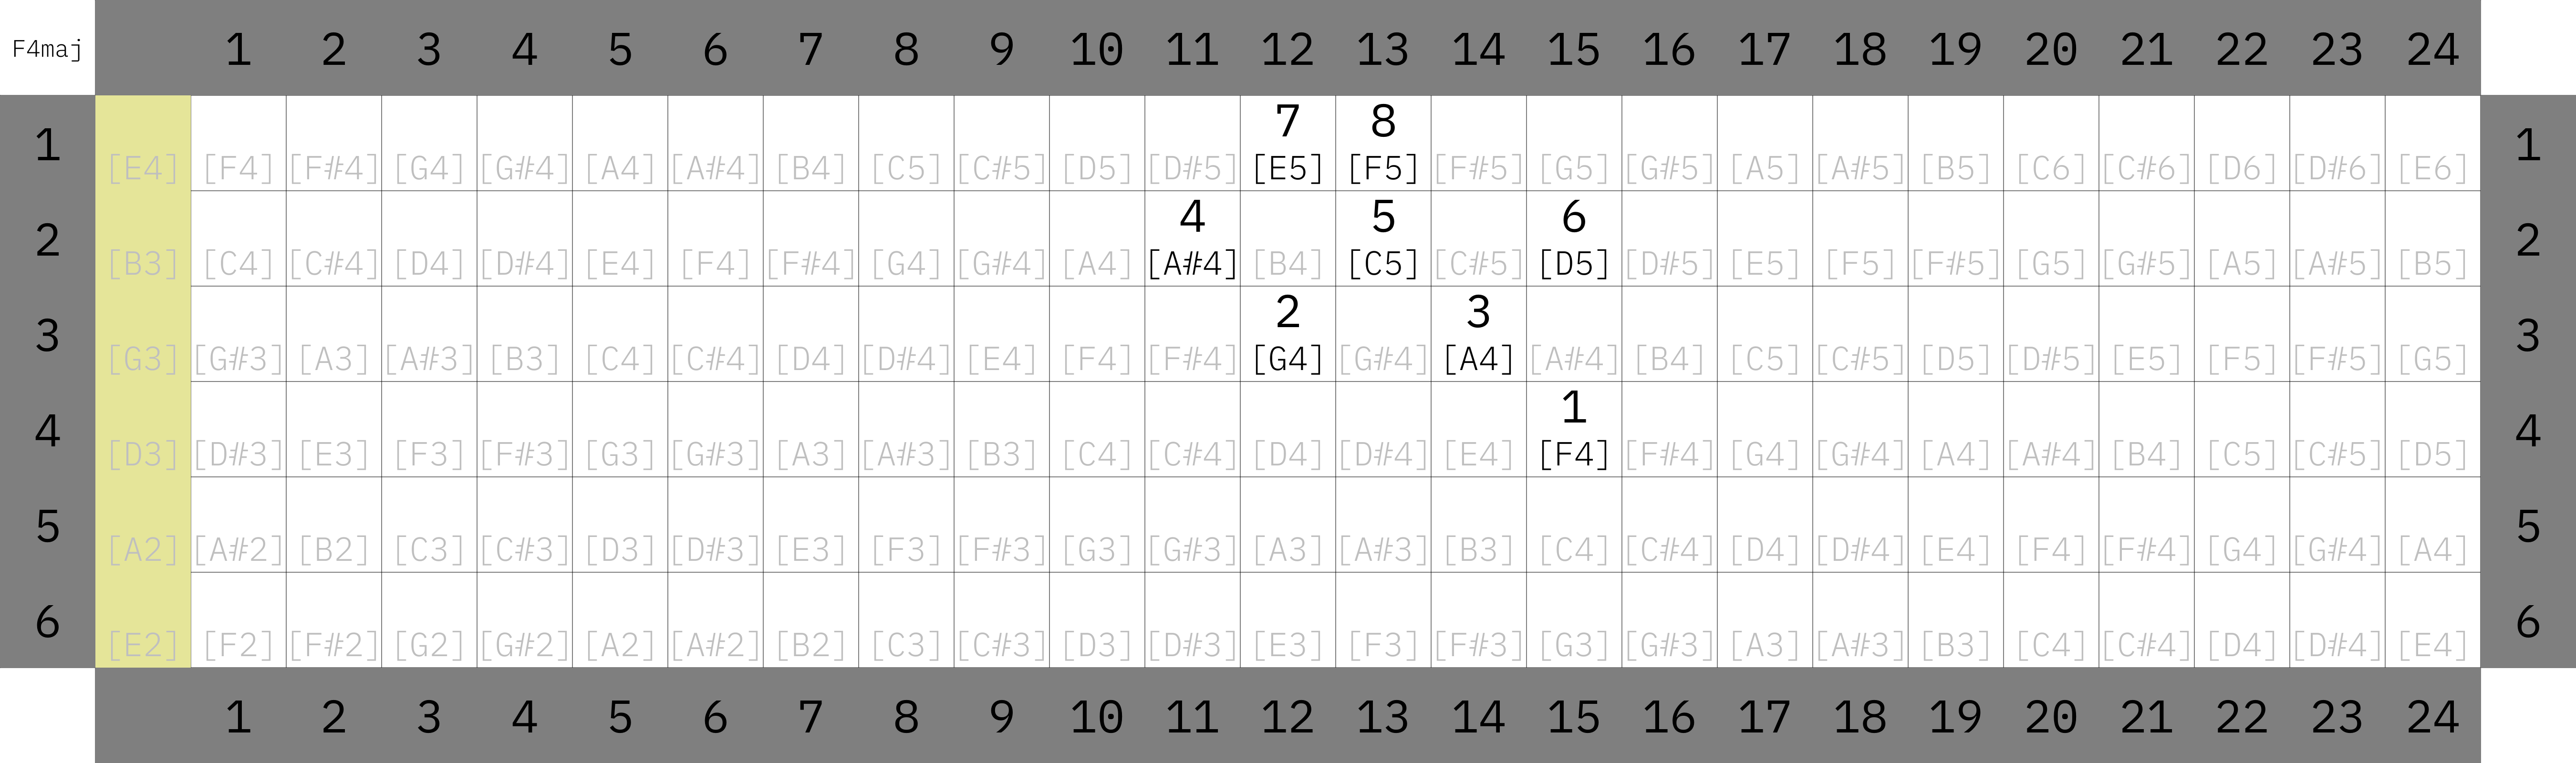 F4maj 1 2 3 4 5 6 7 8 9 10 11 12 13 14 15 16 17 18 19 20 21 22 23 24
7 8
1 [E4] [F4] [F#4] [G4] [G#4] [A4] [A#4] [B4] [C5] [C#5] [D5] [D#5] [E5] [F5] [F#5] [G5] [G#5] [A5] [A#5] [B5] [C6] [C#6] [D6] [D#6] [E6] 1
4 5 6
2 [B3] [C4] [C#4] [D4] [D#4] [E4] [F4] [F#4] [G4] [G#4] [A4] [A#4] [B4] [C5] [C#5] [D5] [D#5] [E5] [F5] [F#5] [G5] [G#5] [A5] [A#5] [B5] 2
2 3
3 [G3] [G#3] [A3] [A#3] [B3] [C4] [C#4] [D4] [D#4] [E4] [F4] [F#4] [G4] [G#4] [A4] [A#4] [B4] [C5] [C#5] [D5] [D#5] [E5] [F5] [F#5] [G5] 3
1
4 [D3] [D#3] [E3] [F3] [F#3] [G3] [G#3] [A3] [A#3] [B3] [C4] [C#4] [D4] [D#4] [E4] [F4] [F#4] [G4] [G#4] [A4] [A#4] [B4] [C5] [C#5] [D5] 4
5 [A2] [A#2] [B2] [C3] [C#3] [D3] [D#3] [E3] [F3] [F#3] [G3] [G#3] [A3] [A#3] [B3] [C4] [C#4] [D4] [D#4] [E4] [F4] [F#4] [G4] [G#4] [A4] 5
6 [E2] [F2] [F#2] [G2] [G#2] [A2] [A#2] [B2] [C3] [C#3] [D3] [D#3] [E3] [F3] [F#3] [G3] [G#3] [A3] [A#3] [B3] [C4] [C#4] [D4] [D#4] [E4] 6
1 2 3 4 5 6 7 8 9 10 11 12 13 14 15 16 17 18 19 20 21 22 23 24